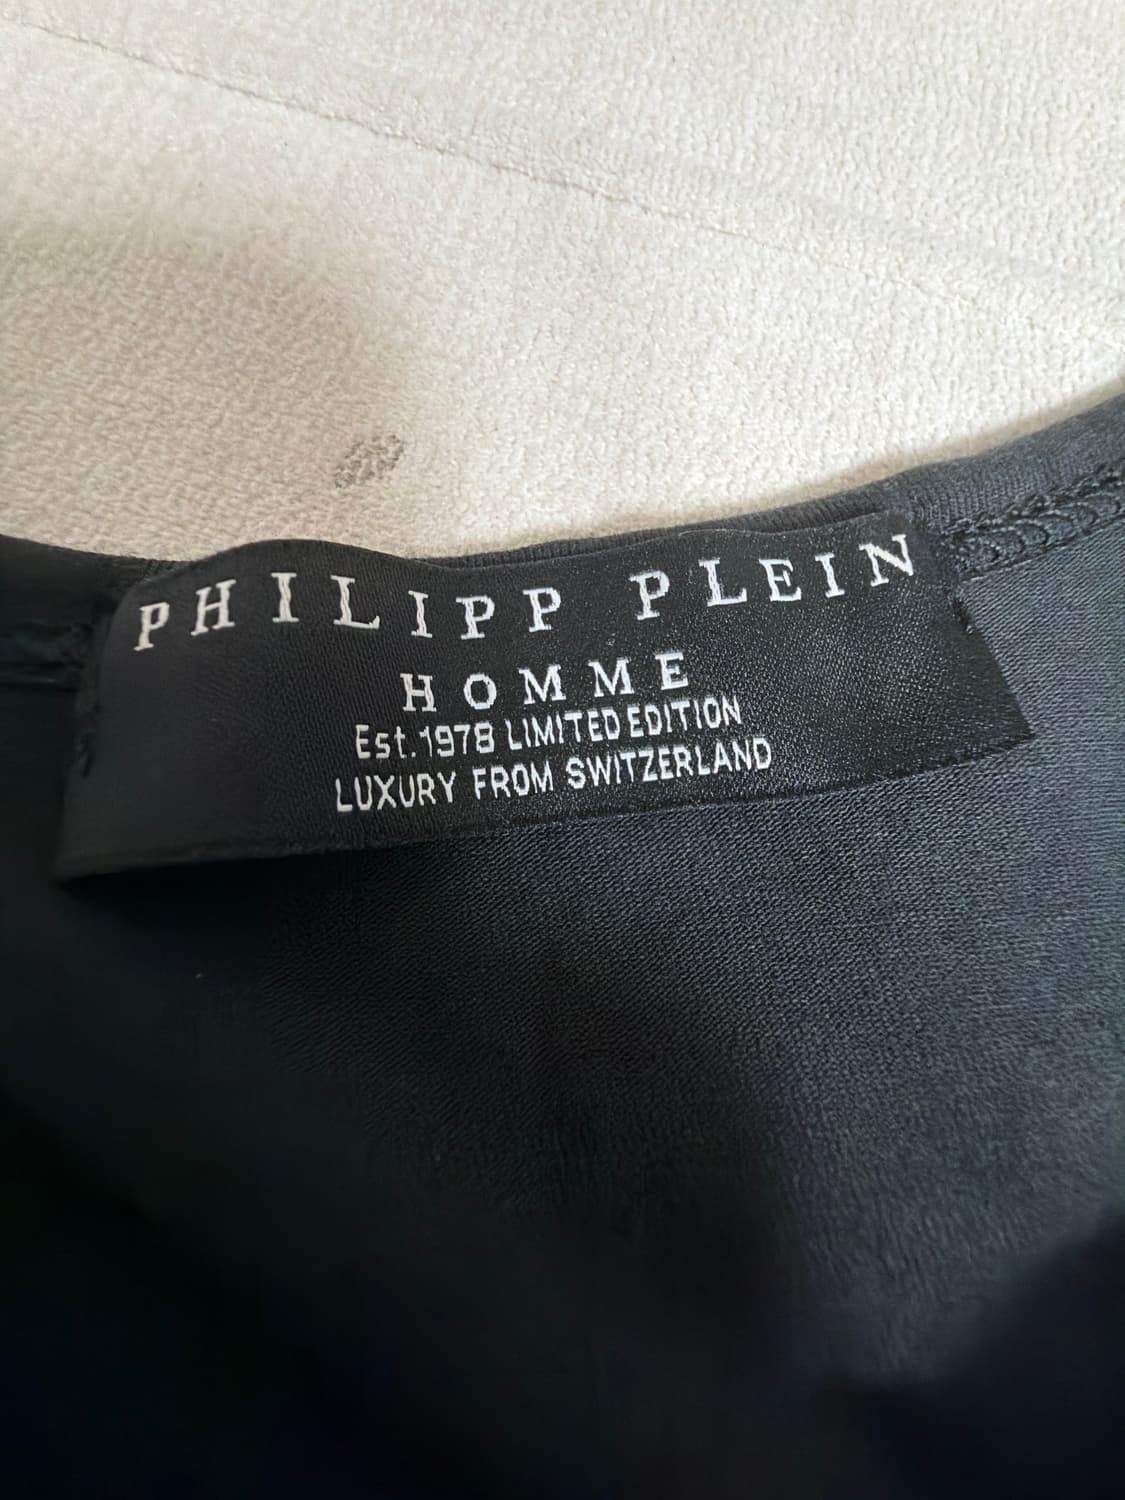 PHILIPP PLEIN
HOMME
Est.1978 LIMITED EDITION
LUXURY FROM SWITZERLAND